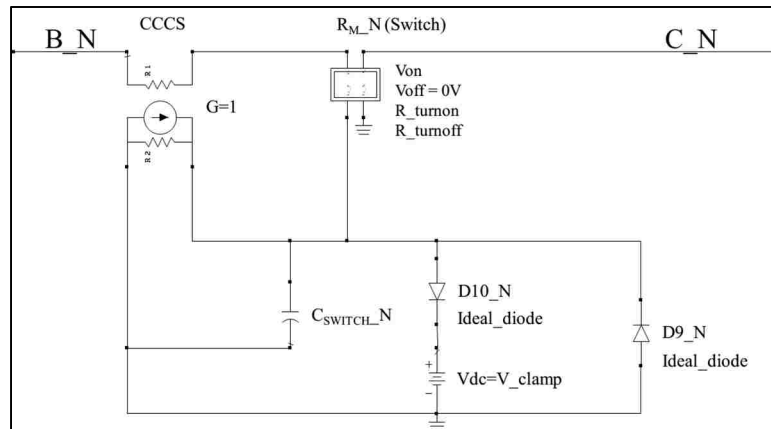 CCCS
R_M_N (Switch)
B_N
C_N
R1
G=1
Von
Voff = 0V
R_turnon
R_turnoff
R2
D10_N
Ideal_diode
C_SWITCH_N
D9_N
Ideal_diode
+
Vdc=V_clamp
-